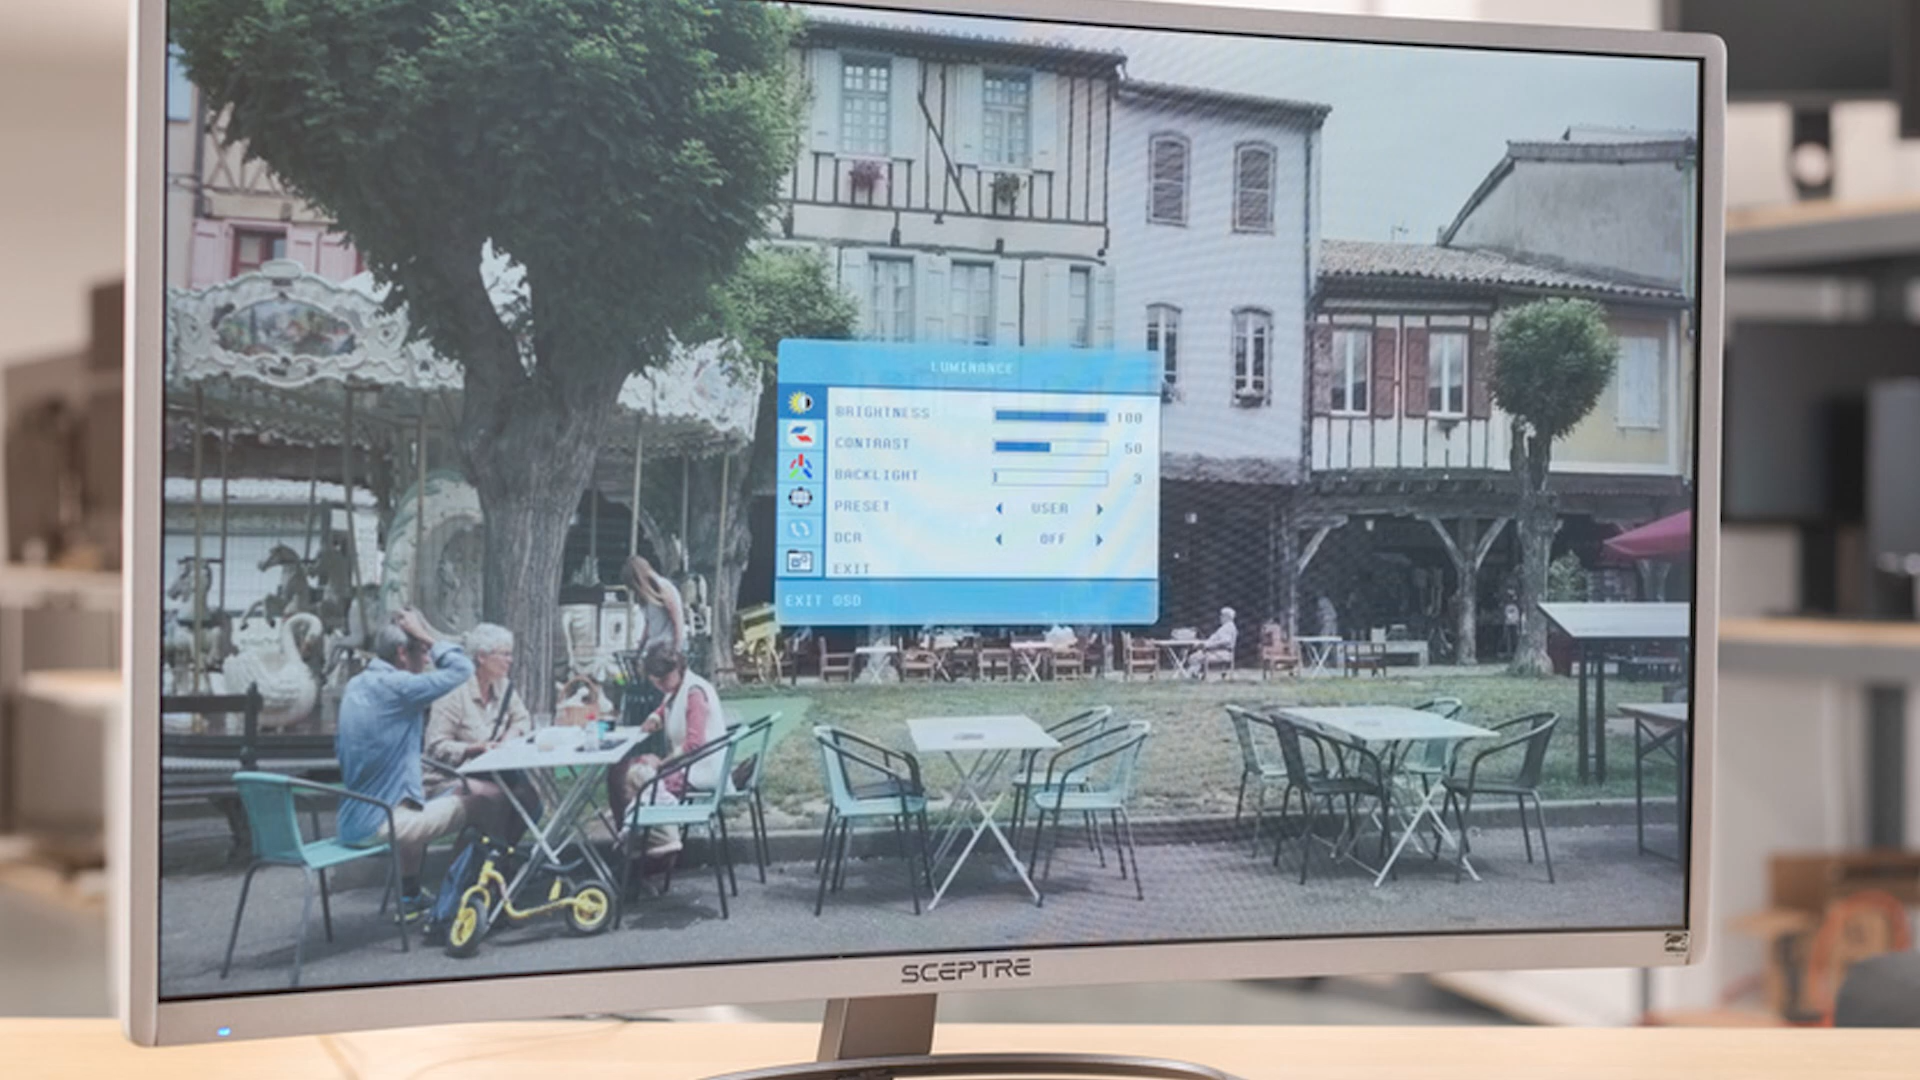 LUMINANCE
BRIGHTNESS 100
CONTRAST 50
BACKLIGHT 3
PRESET USER
DCR OFF
EXIT
EXIT OSD
SCEPTRE